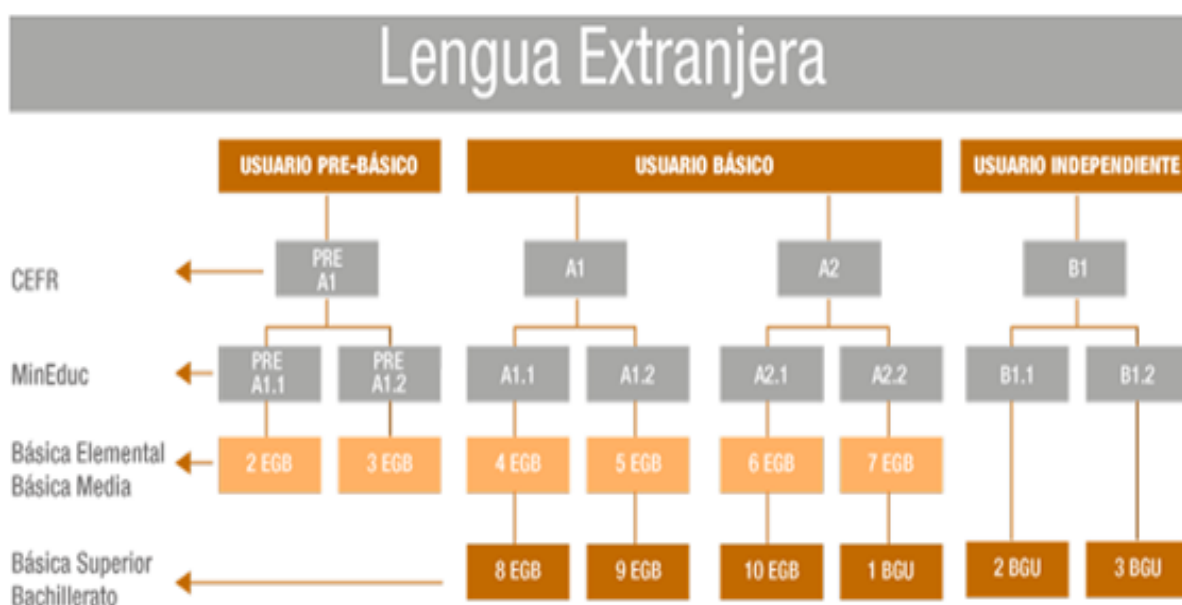 Lengua Extranjera
USUARIO PRE-BÁSICO USUARIO BÁSICO USUARIO INDEPENDIENTE
CEFR
PRE
A1
A1 A2 B1
MinEduc
PRE
A1.1
PRE
A1.2
A1.1 A1.2 A2.1 A2.2 B1.1 B1.2
Básica Elemental
Básica Media
2 EGB 3 EGB 4 EGB 5 EGB 6 EGB 7 EGB
Básica Superior
Bachillerato
8 EGB 9 EGB 10 EGB 1 BGU 2 BGU 3 BGU